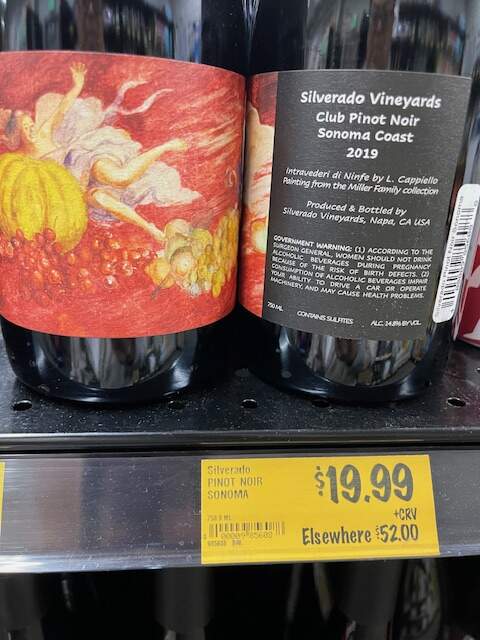 Silverado Vineyards
Club Pinot Noir
Sonoma Coast
2019
Intravederi di Ninfe by L. Cappiello
Painting from the Miller Family collection
Produced & Bottled by
Silverado Vineyards, Napa, CA USA
GOVERNMENT WARNING: (1) ACCORDING TO THE
SURGEON GENERAL, WOMEN SHOULD NOT DRINK
ALCOHOLIC BEVERAGES DURING PREGNANCY
BECAUSE OF THE RISK OF BIRTH DEFECTS. (2)
CONSUMPTION OF ALCOHOLIC BEVERAGES IMPAIR
YOUR ABILITY TO DRIVE A CAR OR OPERATE
MACHINERY, AND MAY CAUSE HEALTH PROBLEMS.
750 ML
CONTAINS SULFITES
ALC. 14.8% BY VOL.
Silverado
PINOT NOIR
SONOMA
$19.99
+CRV
Elsewhere $52.00